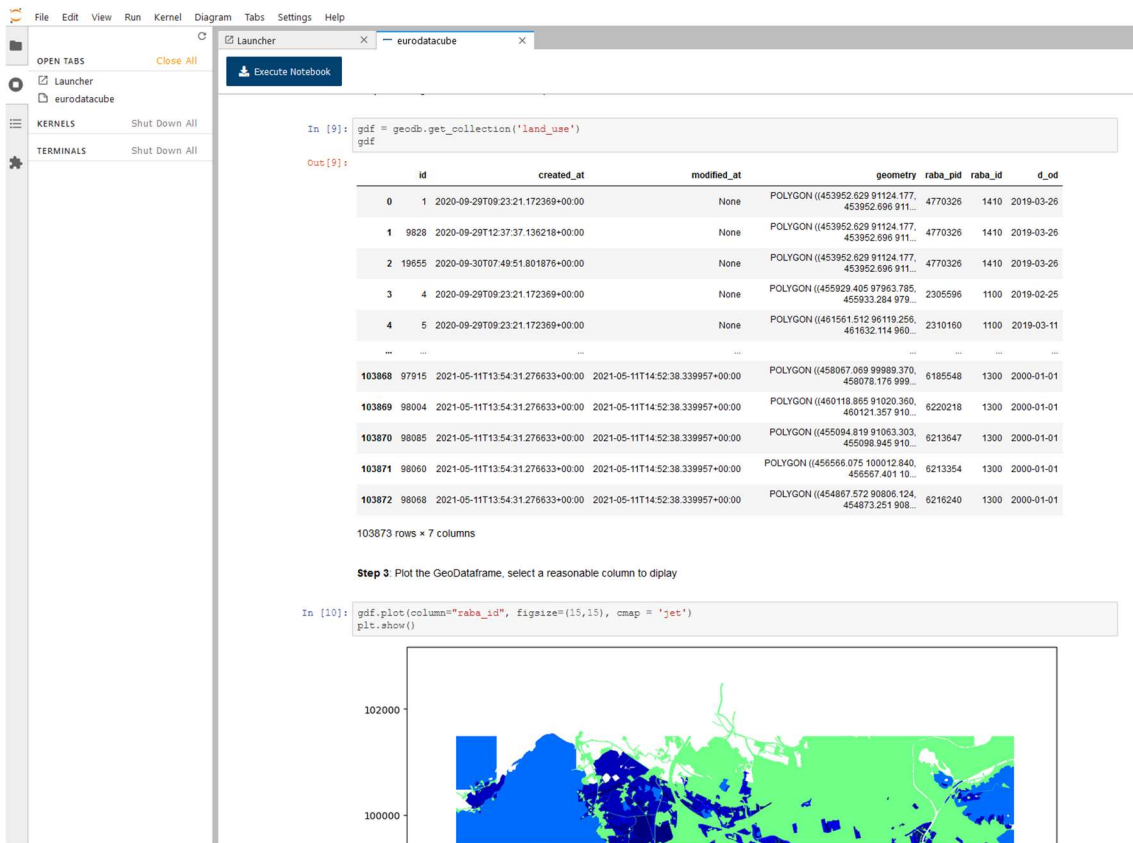 File Edit View Run Kernel Diagram Tabs Settings Help
OPEN TABS Close All
Launcher
eurodatacube
KERNELS Shut Down All
TERMINALS Shut Down All
Launcher × eurodatacube ×
Execute Notebook
In [9]: gdf = geodb.get_collection('land_use')
gdf
Out[9]:
id created_at modified_at geometry raba_pid raba_id d_od
0 1 2020-09-29T09:23:21.172369+00:00 None POLYGON ((453952.629 91124.177, 453952.696 911... 4770326 1410 2019-03-26
1 9828 2020-09-29T12:37:37.136218+00:00 None POLYGON ((453952.629 91124.177, 453952.696 911... 4770326 1410 2019-03-26
2 19655 2020-09-30T07:49:51.801876+00:00 None POLYGON ((453952.629 91124.177, 453952.696 911... 4770326 1410 2019-03-26
3 4 2020-09-29T09:23:21.172369+00:00 None POLYGON ((455929.405 97963.785, 455933.284 979... 2305596 1100 2019-02-25
4 5 2020-09-29T09:23:21.172369+00:00 None POLYGON ((461561.512 96119.256, 461632.114 960... 2310160 1100 2019-03-11
... ... ... ... ... ... ... ...
103868 97915 2021-05-11T13:54:31.276633+00:00 2021-05-11T14:52:38.339957+00:00 POLYGON ((458067.069 99989.370, 458078.176 999... 6185548 1300 2000-01-01
103869 98004 2021-05-11T13:54:31.276633+00:00 2021-05-11T14:52:38.339957+00:00 POLYGON ((460118.865 91020.360, 460121.357 910... 6220218 1300 2000-01-01
103870 98085 2021-05-11T13:54:31.276633+00:00 2021-05-11T14:52:38.339957+00:00 POLYGON ((455094.819 91063.303, 455098.945 910... 6213647 1300 2000-01-01
103871 98060 2021-05-11T13:54:31.276633+00:00 2021-05-11T14:52:38.339957+00:00 POLYGON ((456566.075 100012.840, 456567.401 10... 6213354 1300 2000-01-01
103872 98068 2021-05-11T13:54:31.276633+00:00 2021-05-11T14:52:38.339957+00:00 POLYGON ((454867.572 90806.124, 454873.251 908... 6216240 1300 2000-01-01
103873 rows × 7 columns
Step 3: Plot the GeoDataframe, select a reasonable column to diplay
In [10]: gdf.plot(column="raba_id", figsize=(15,15), cmap = 'jet')
plt.show()
102000
100000